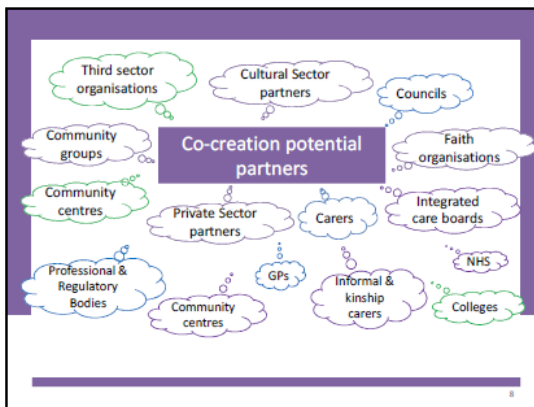 Third sector
organisations
Cultural Sector
partners
Councils
Community
groups
Co-creation potential
partners
Faith
organisations
Community
centres
Private Sector
partners
Carers
Integrated
care boards
Professional &
Regulatory
Bodies
GPs
NHS
Community
centres
Informal &
kinship
carers
Colleges
8